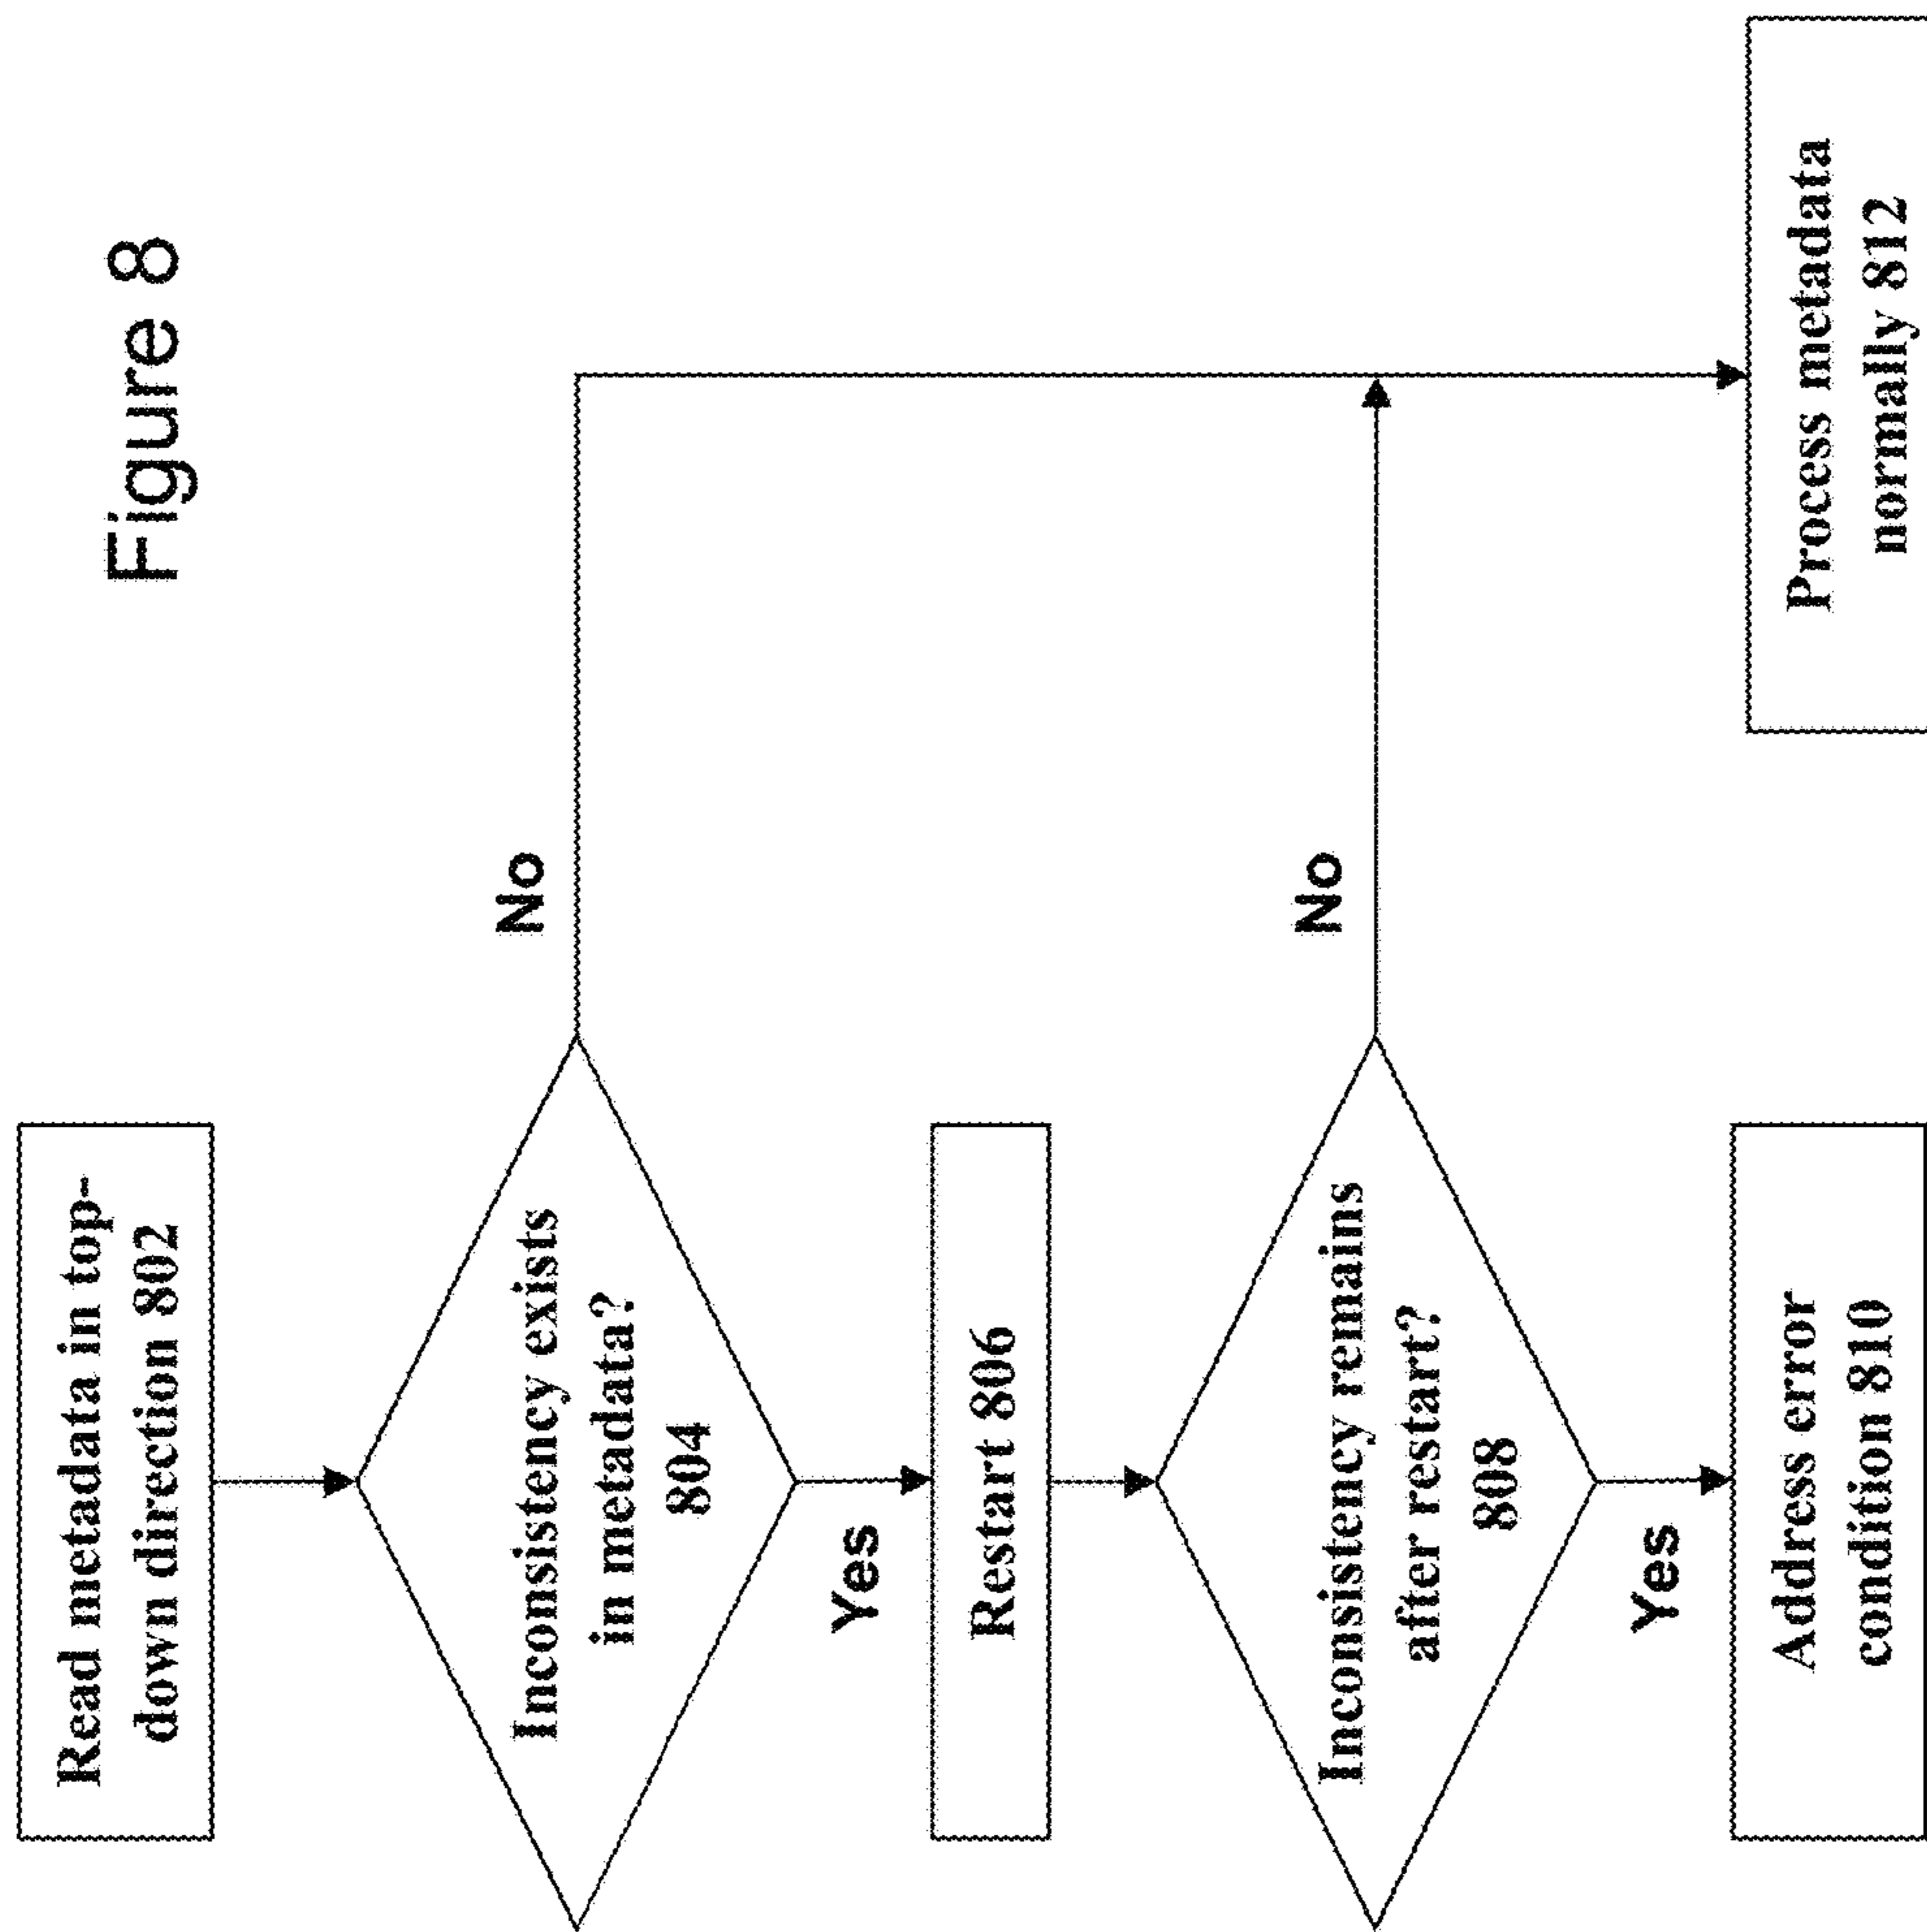 Figure 8
Read metadata in top-
down direction 802
Inconsistency exists
in metadata?
804
No
Yes
Restart 806
Inconsistency remains
after restart?
808
No
Yes
Address error
condition 810
Process metadata
normally 812